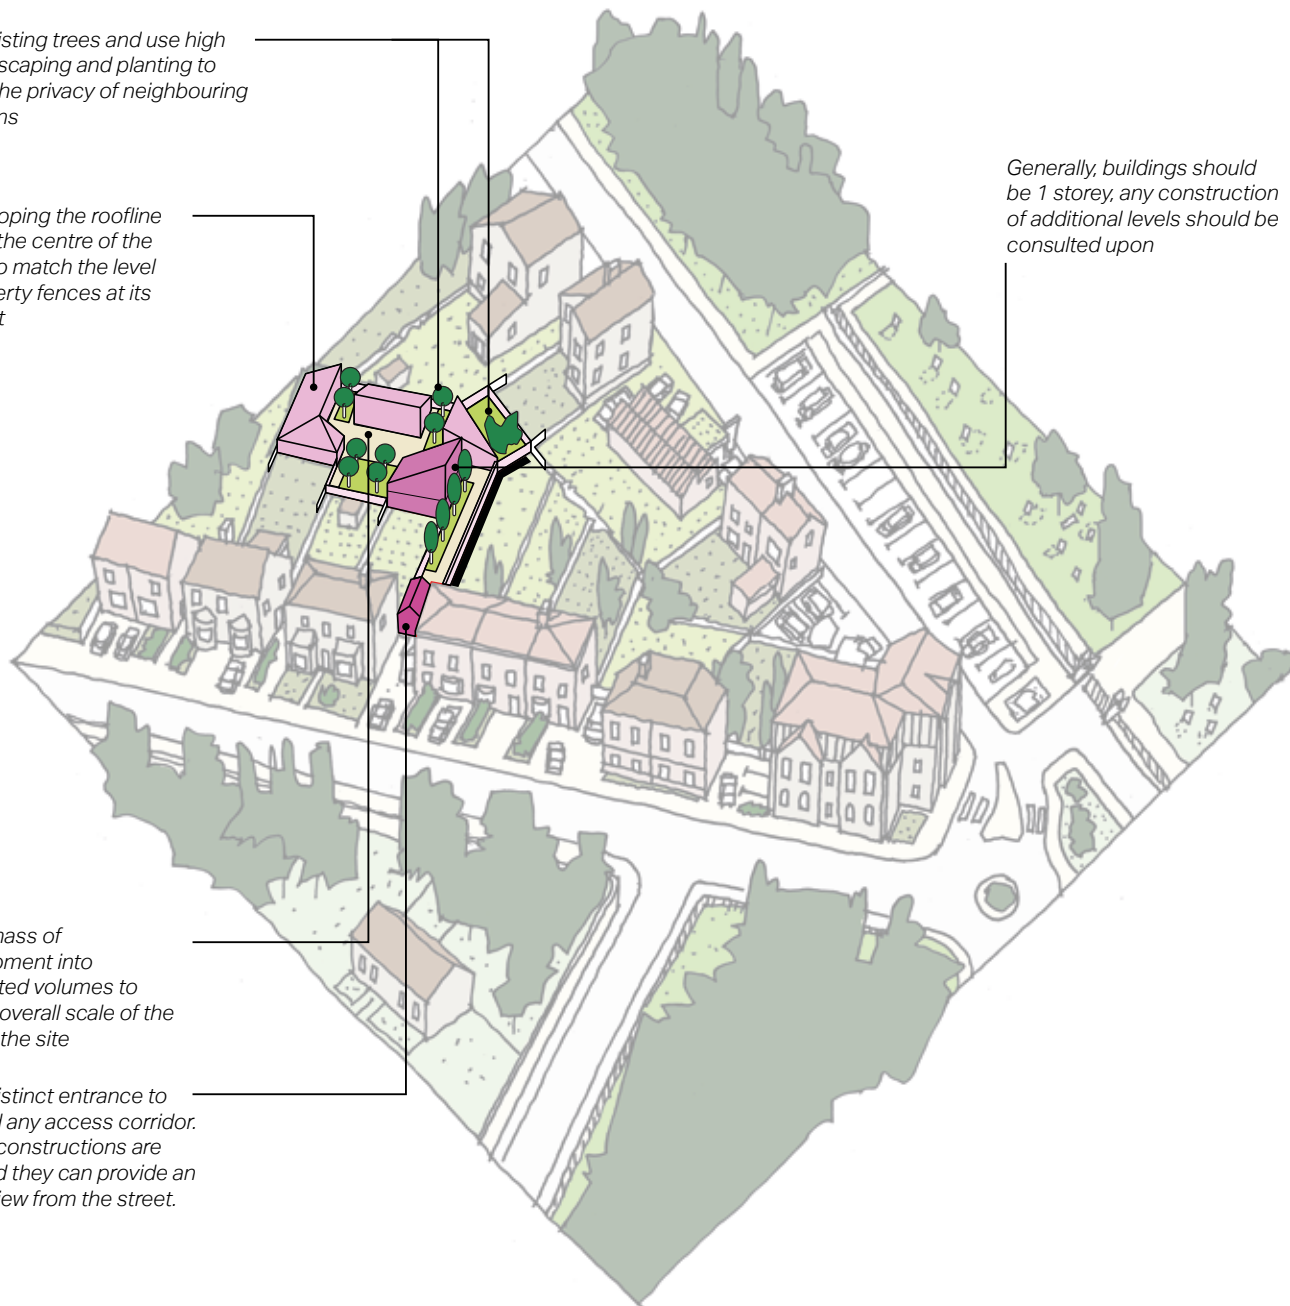 isting trees and use high
scaping and planting to
he privacy of neighbouring
ns
oping the roofline
the centre of the
o match the level
erty fences at its
t
Generally, buildings should
be 1 storey, any construction
of additional levels should be
consulted upon
nass of
pment into
ted volumes to
overall scale of the
the site
istinct entrance to
l any access corridor.
constructions are
d they can provide an
iew from the street.